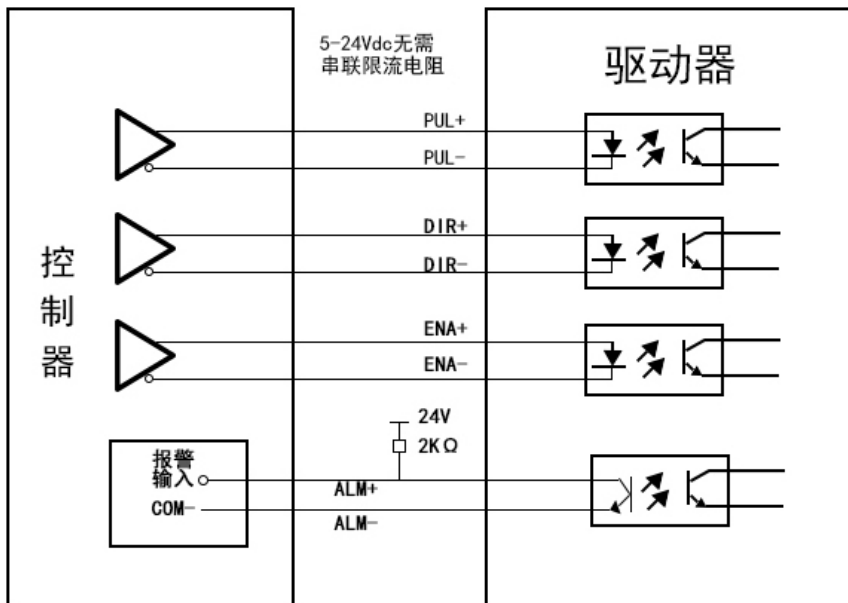 5-24Vdc无需
串联限流电阻
驱动器
控制器
PUL+
PUL-
DIR+
DIR-
ENA+
ENA-
24V
2KΩ
报警
输入
COM-
ALM+
ALM-